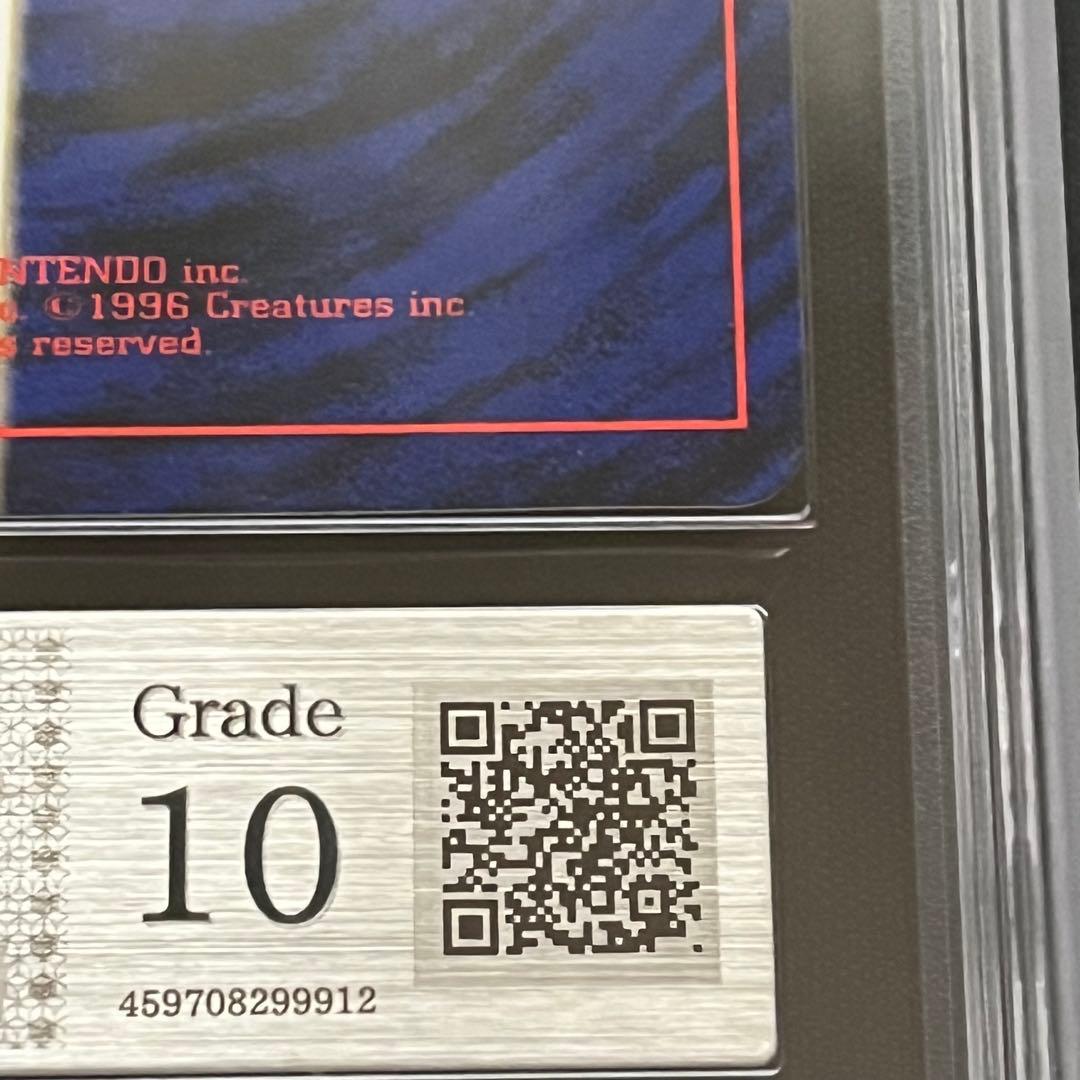 NTENDO inc.
©1996 Creatures inc.
reserved.
Grade
10
459708299912